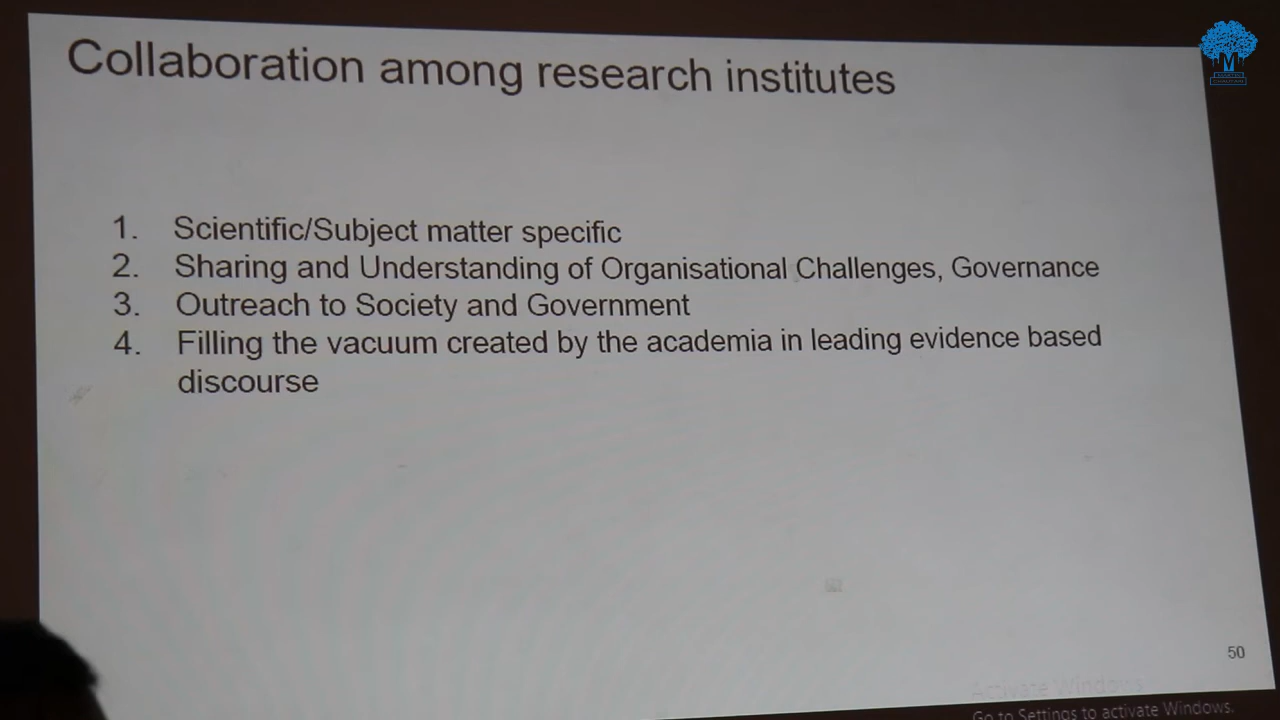 Collaboration among research institutes
1. Scientific/Subject matter specific
2. Sharing and Understanding of Organisational Challenges, Governance
3. Outreach to Society and Government
4. Filling the vacuum created by the academia in leading evidence based
discourse
50
Activate Windows
Go to Settings to activate Windows.
M